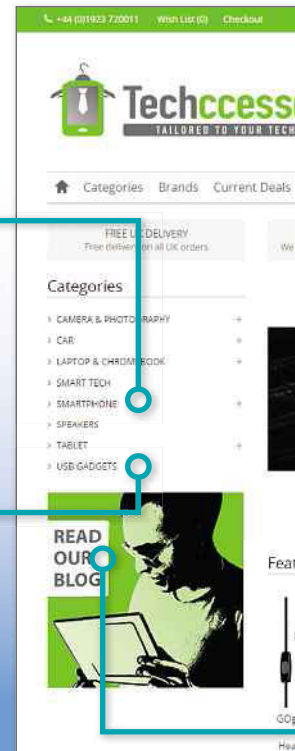 +44 (0)1923 720011 Wish List (0) Checkout
Techccess
TAILORED TO YOUR TECH
Categories Brands Current Deals
FREE UK DELIVERY
Free delivery on all UK orders
We
Categories
CAMERA & PHOTOGRAPHY
CAR
LAPTOP & CHROMEBOOK
SMART TECH
SMARTPHONE
SPEAKERS
TABLET
USB GADGETS
READ
OUR
BLOG
Feat